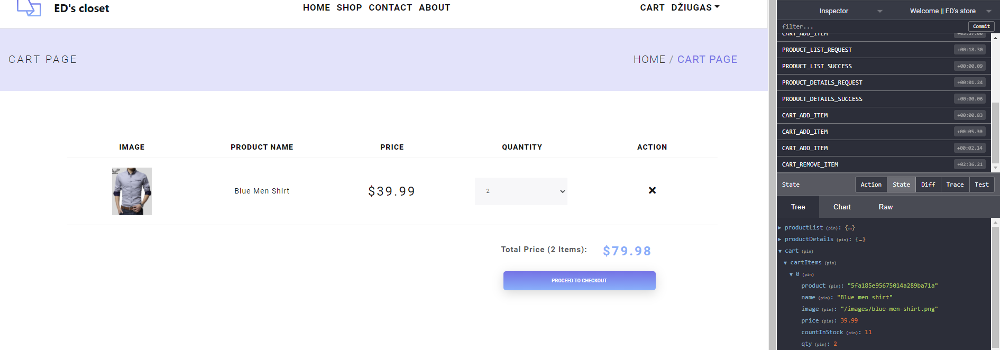 ED's closet
HOME SHOP CONTACT ABOUT
CART DŽIUGAS
CART PAGE
HOME / CART PAGE
IMAGE PRODUCT NAME PRICE QUANTITY ACTION
Blue Men Shirt $39.99 2
Total Price (2 Items): $79.98
PROCEED TO CHECKOUT
Inspector Welcome || ED's store
filter... Commit
CART_ADD_ITEM
PRODUCT_LIST_REQUEST +00:18.30
PRODUCT_LIST_SUCCESS +00:00.09
PRODUCT_DETAILS_REQUEST +00:01.24
PRODUCT_DETAILS_SUCCESS +00:00.06
CART_ADD_ITEM +00:00.83
CART_ADD_ITEM +00:05.30
CART_ADD_ITEM +00:02.14
CART_REMOVE_ITEM +02:36.21
State Action State Diff Trace Test
Tree Chart Raw
productList (pin): {…}
productDetails (pin): {…}
cart (pin)
cartItems (pin)
0 (pin)
product (pin): "5fa185e95675014a289ba71a"
name (pin): "Blue men shirt"
image (pin): "/images/blue-men-shirt.png"
price (pin): 39.99
countInStock (pin): 11
qty (pin): 2